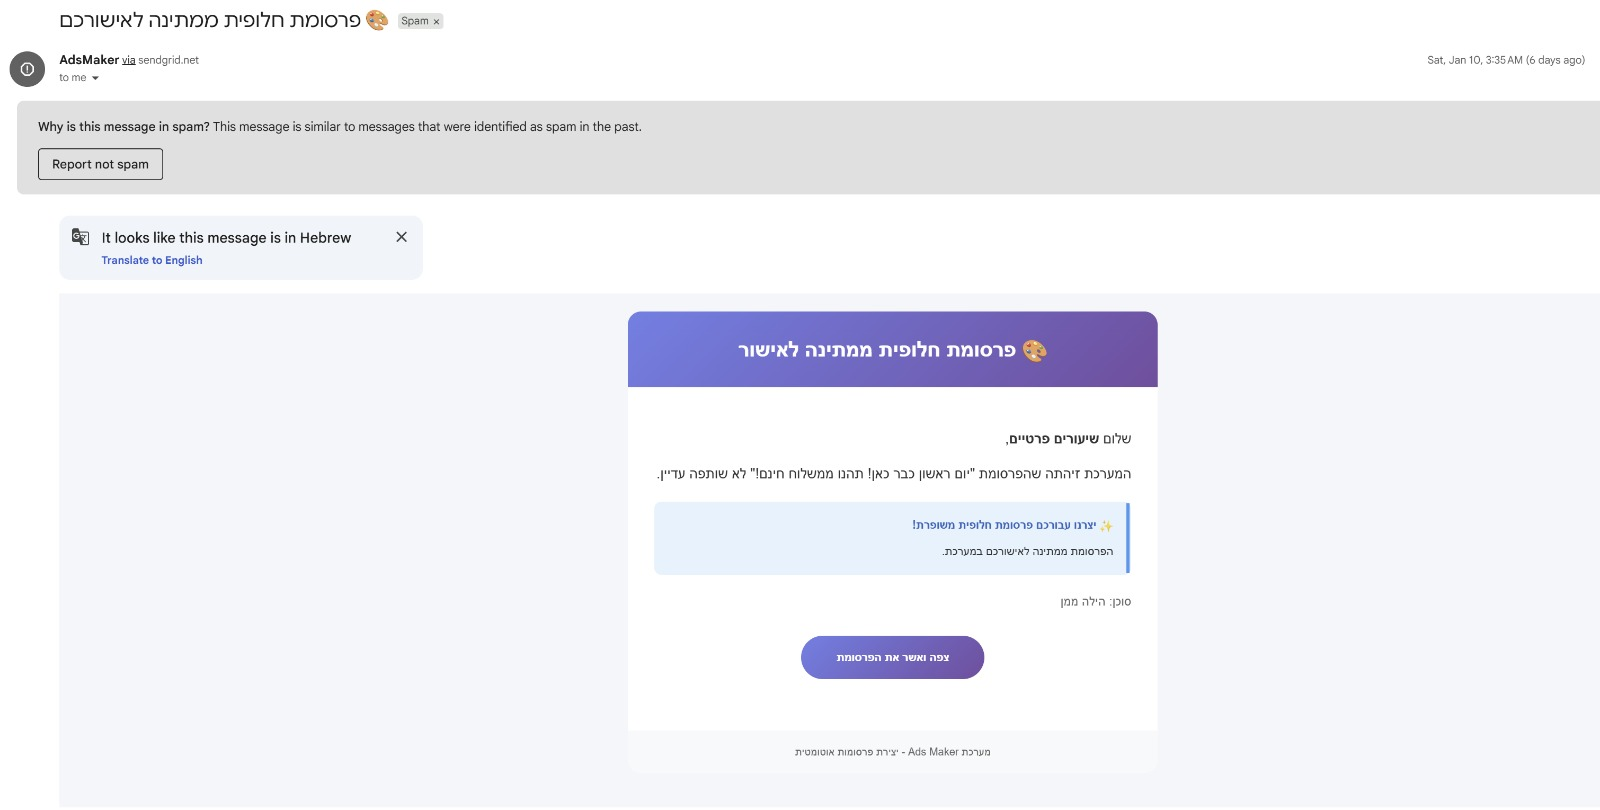 פרסומת חלופית ממתינה לאישורכם 🎨 Spam ×
AdsMaker via sendgrid.net
Sat, Jan 10, 3:35 AM (6 days ago)
to me
Why is this message in spam? This message is similar to messages that were identified as spam in the past.
Report not spam
It looks like this message is in Hebrew
Translate to English
🎨 פרסומת חלופית ממתינה לאישור
שלום שיעורים פרטיים,
המערכת זיהתה שהפרסומת "יום ראשון כבר כאן! תהנו ממשלוח חינם!" לא שותפה עדיין.
✨ יצרנו עבורכם פרסומת חלופית משופרת!
הפרסומת ממתינה לאישורכם במערכת.
סוכן: הילה ממן
צפה ואשר את הפרסומת
מערכת Ads Maker - יצירת פרסומות אוטומטית